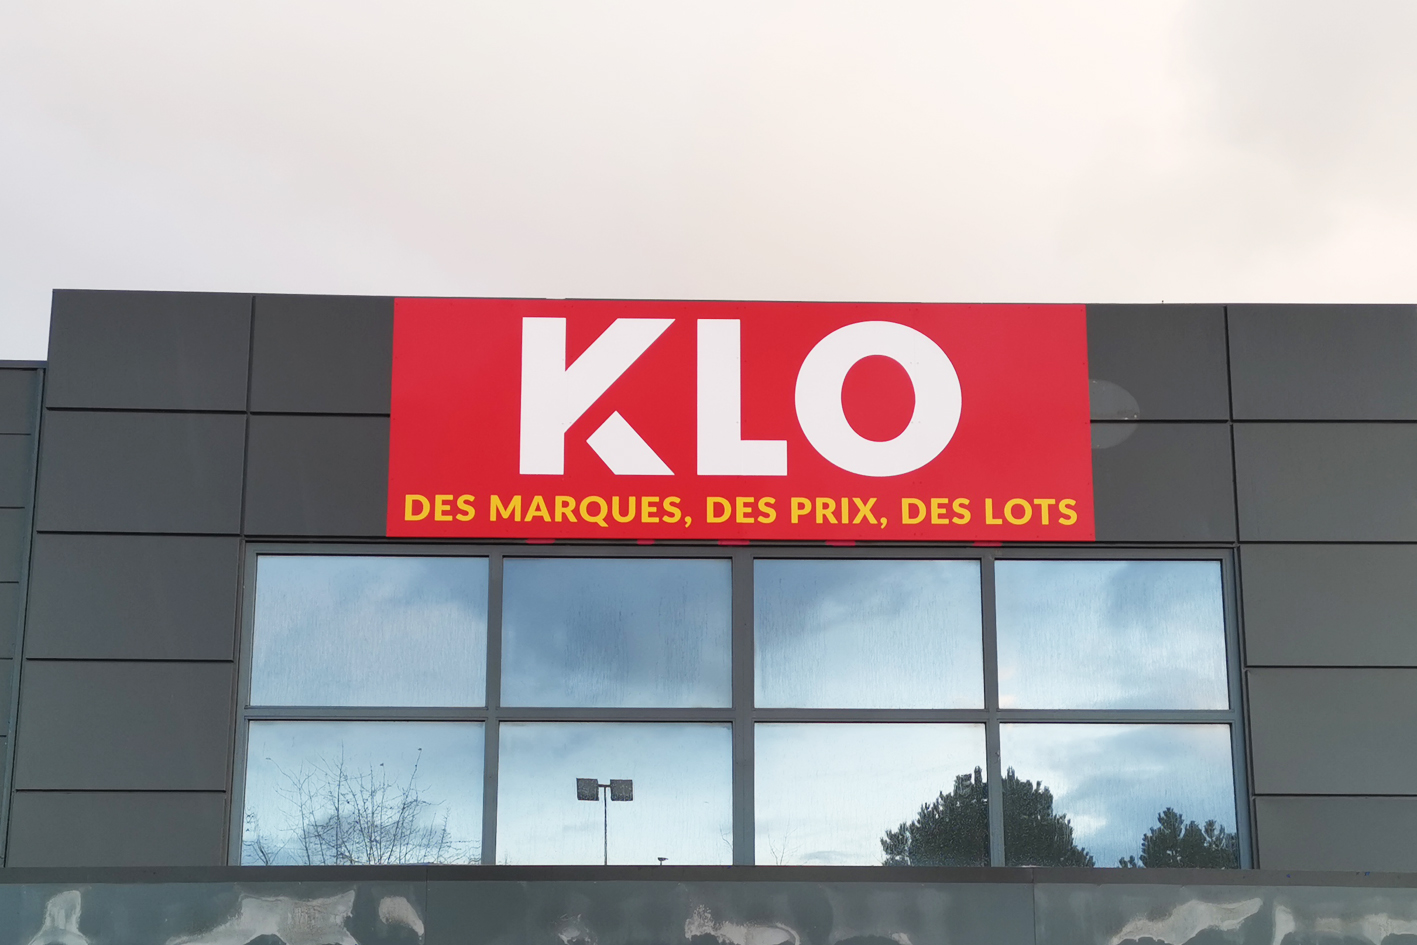 KLO
DES MARQUES, DES PRIX, DES LOTS